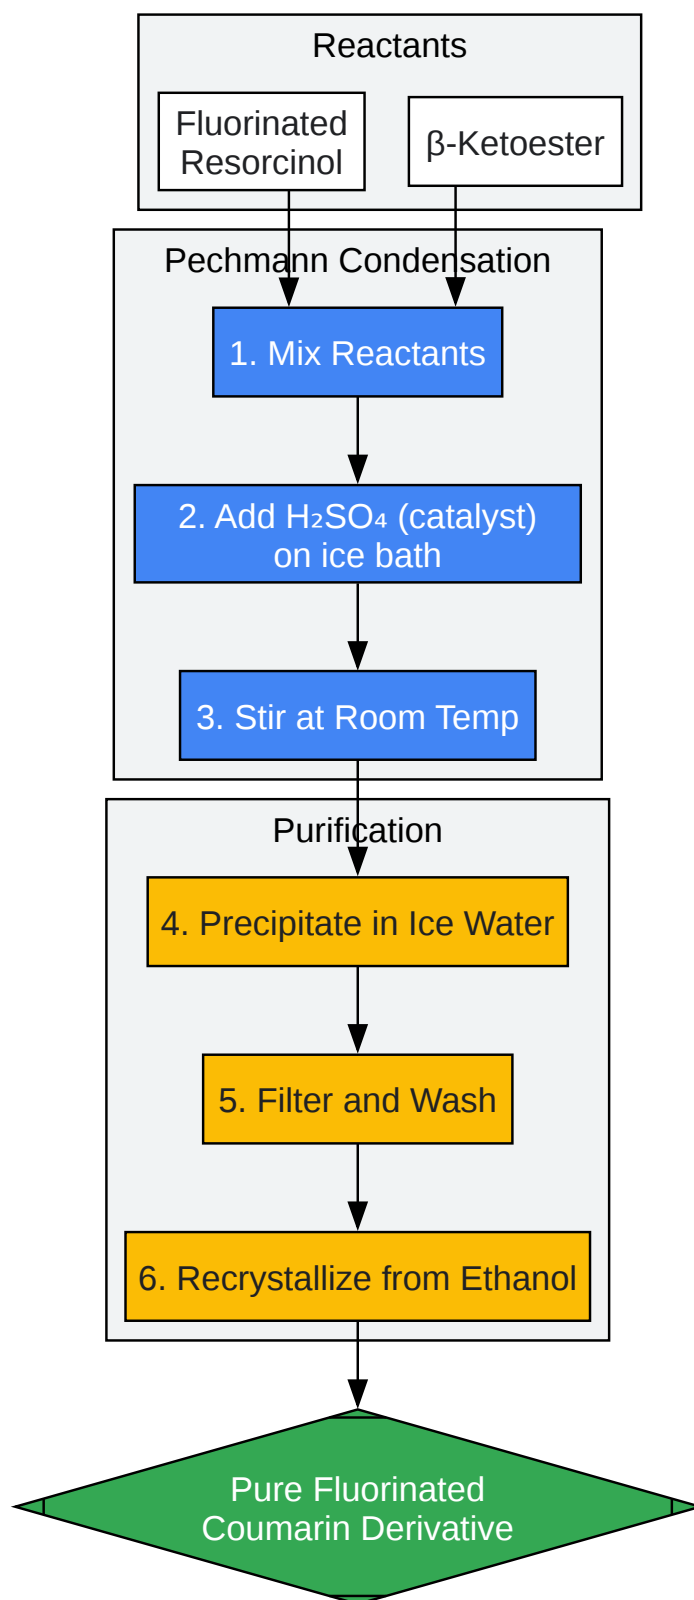 Reactants
Fluorinated
Resorcinol
β-Ketoester
Pechmann Condensation
1. Mix Reactants
2. Add H₂SO₄ (catalyst)
on ice bath
3. Stir at Room Temp
Purification
4. Precipitate in Ice Water
5. Filter and Wash
6. Recrystallize from Ethanol
Pure Fluorinated
Coumarin Derivative